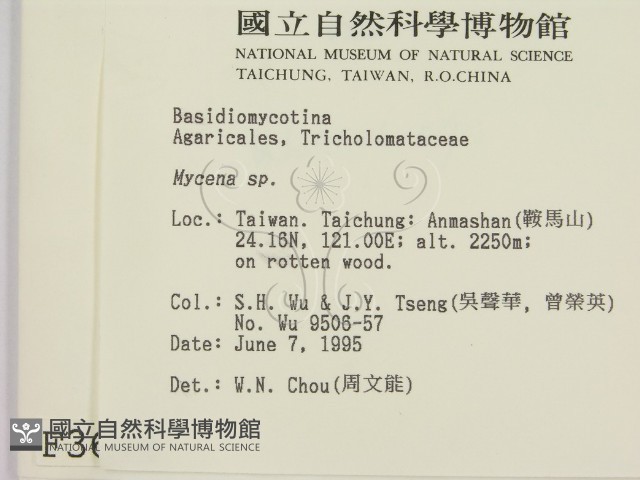 國立自然科學博物館
NATIONAL MUSEUM OF NATURAL SCIENCE
TAICHUNG, TAIWAN, R.O.CHINA
Basidiomycotina
Agaricales, Tricholomataceae
Mycena sp.
Loc.: Taiwan. Taichung: Anmashan(鞍馬山)
24.16N, 121.00E; alt. 2250m;
on rotten wood.
Col.: S.H. Wu & J.Y. Tseng(吳聲華, 曾榮英)
No. Wu 9506-57
Date: June 7, 1995
Det.: W.N. Chou(周文能)
國立自然科學博物館
NATIONAL MUSEUM OF NATURAL SCIENCE